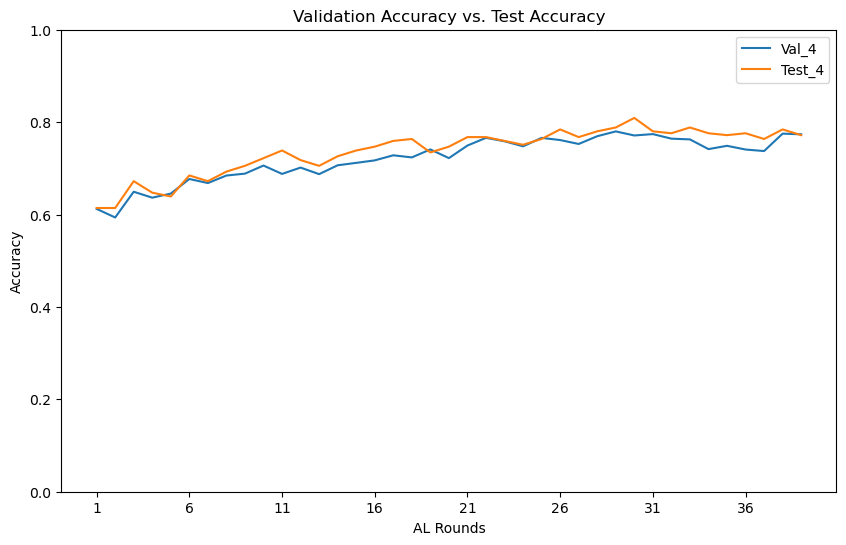 Validation Accuracy vs. Test Accuracy
Val_4
Test_4
Accuracy
1.0
0.8
0.6
0.4
0.2
0.0
1 6 11 16 21 26 31 36
AL Rounds